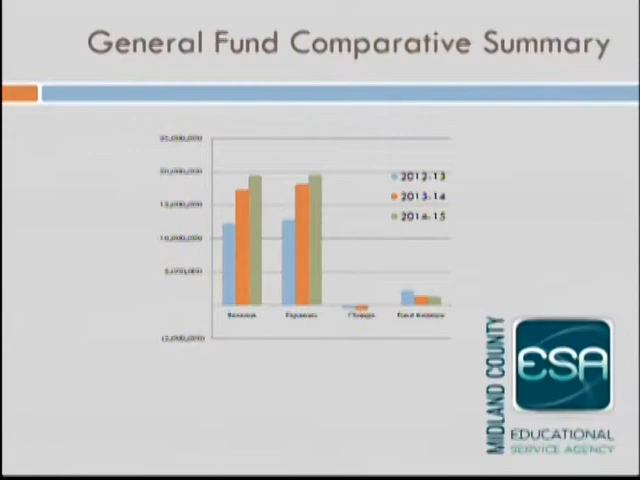 General Fund Comparative Summary
25,000,000
20,000,000
15,000,000
10,000,000
5,000,000
(5,000,000)
2012-13
2013-14
2014-15
Revenue
Expenses
Change
Fund Balance
MIDLAND COUNTY
ESA
EDUCATIONAL
SERVICE AGENCY